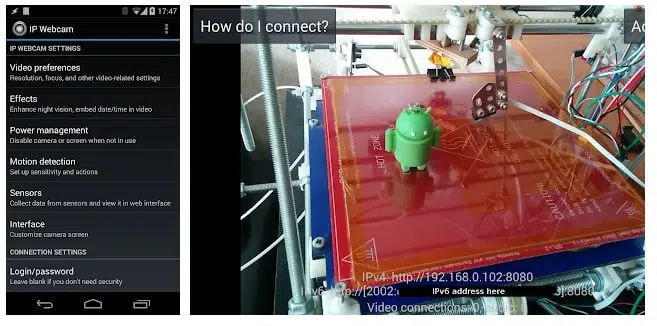 17:47
IP Webcam
IP WEBCAM SETTINGS
Video preferences
Resolution, focus, and other video-related settings
Effects
Enhance night vision, embed date/time in video
Power management
Disable camera or screen when not in use
Motion detection
Set up sensitivity and actions
Sensors
Collect data from sensors and view it in web interface
Interface
Customize camera screen
CONNECTION SETTINGS
Login/password
Leave blank if you don't need security
How do I connect?
Ac
HOT ZONE
CAUTION
IPv4: http://192.168.0.102:8080
IPv6: http://[2002: IPv6 address here ]:8080
Video connections: 0,